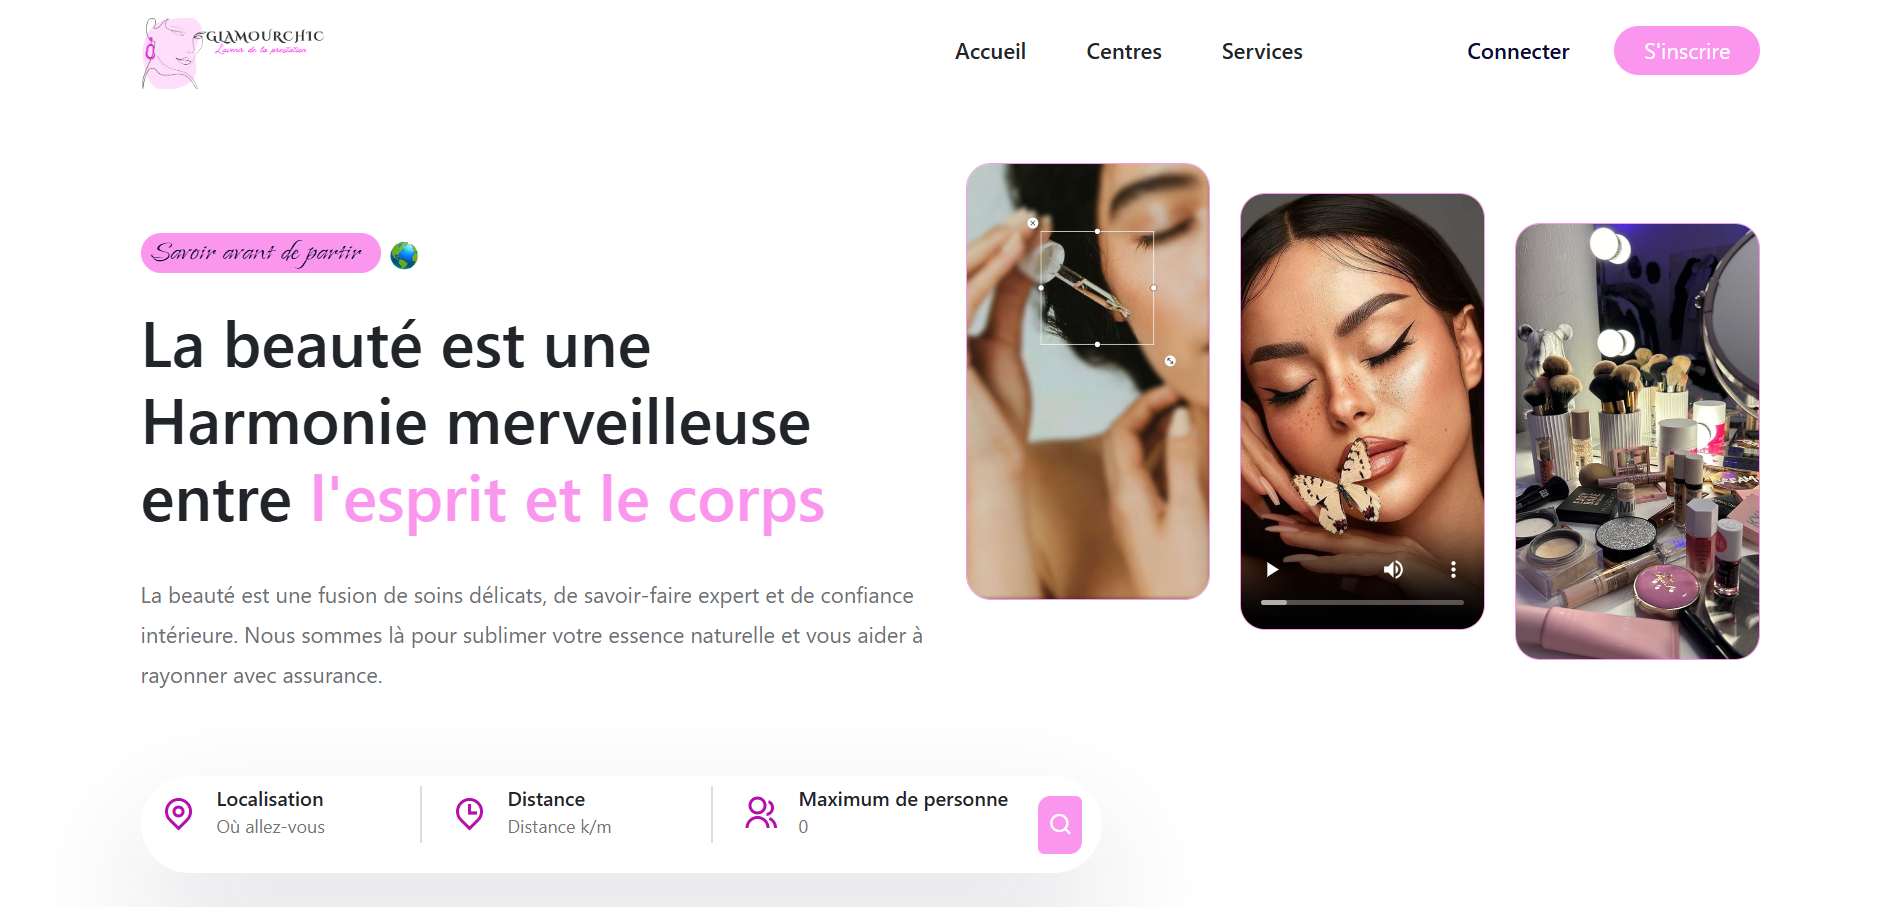 GLAMOURCHIC
L'avenir de la prestation
Accueil
Centres
Services
Connecter
S'inscrire
Savoir avant de partir
La beauté est une
Harmonie merveilleuse
entre l'esprit et le corps
La beauté est une fusion de soins délicats, de savoir-faire expert et de confiance
intérieure. Nous sommes là pour sublimer votre essence naturelle et vous aider à
rayonner avec assurance.
Localisation
Où allez-vous
Distance
Distance k/m
Maximum de personne
0